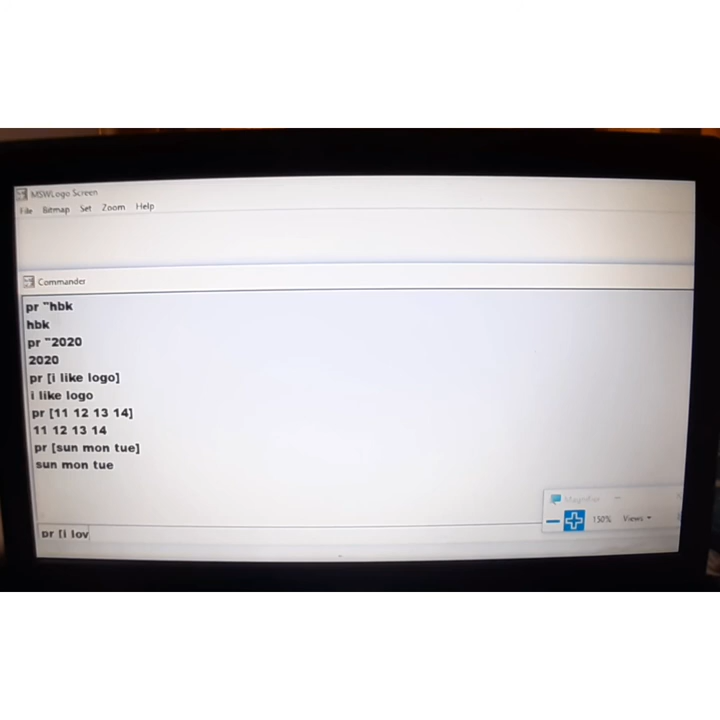 MSWLogo Screen
File Bitmap Set Zoom Help
Commander
pr "hbk
hbk
pr "2020
2020
pr [i like logo]
i like logo
pr [11 12 13 14]
11 12 13 14
pr [sun mon tue]
sun mon tue
Magnifier
150% Views
pr [i lov